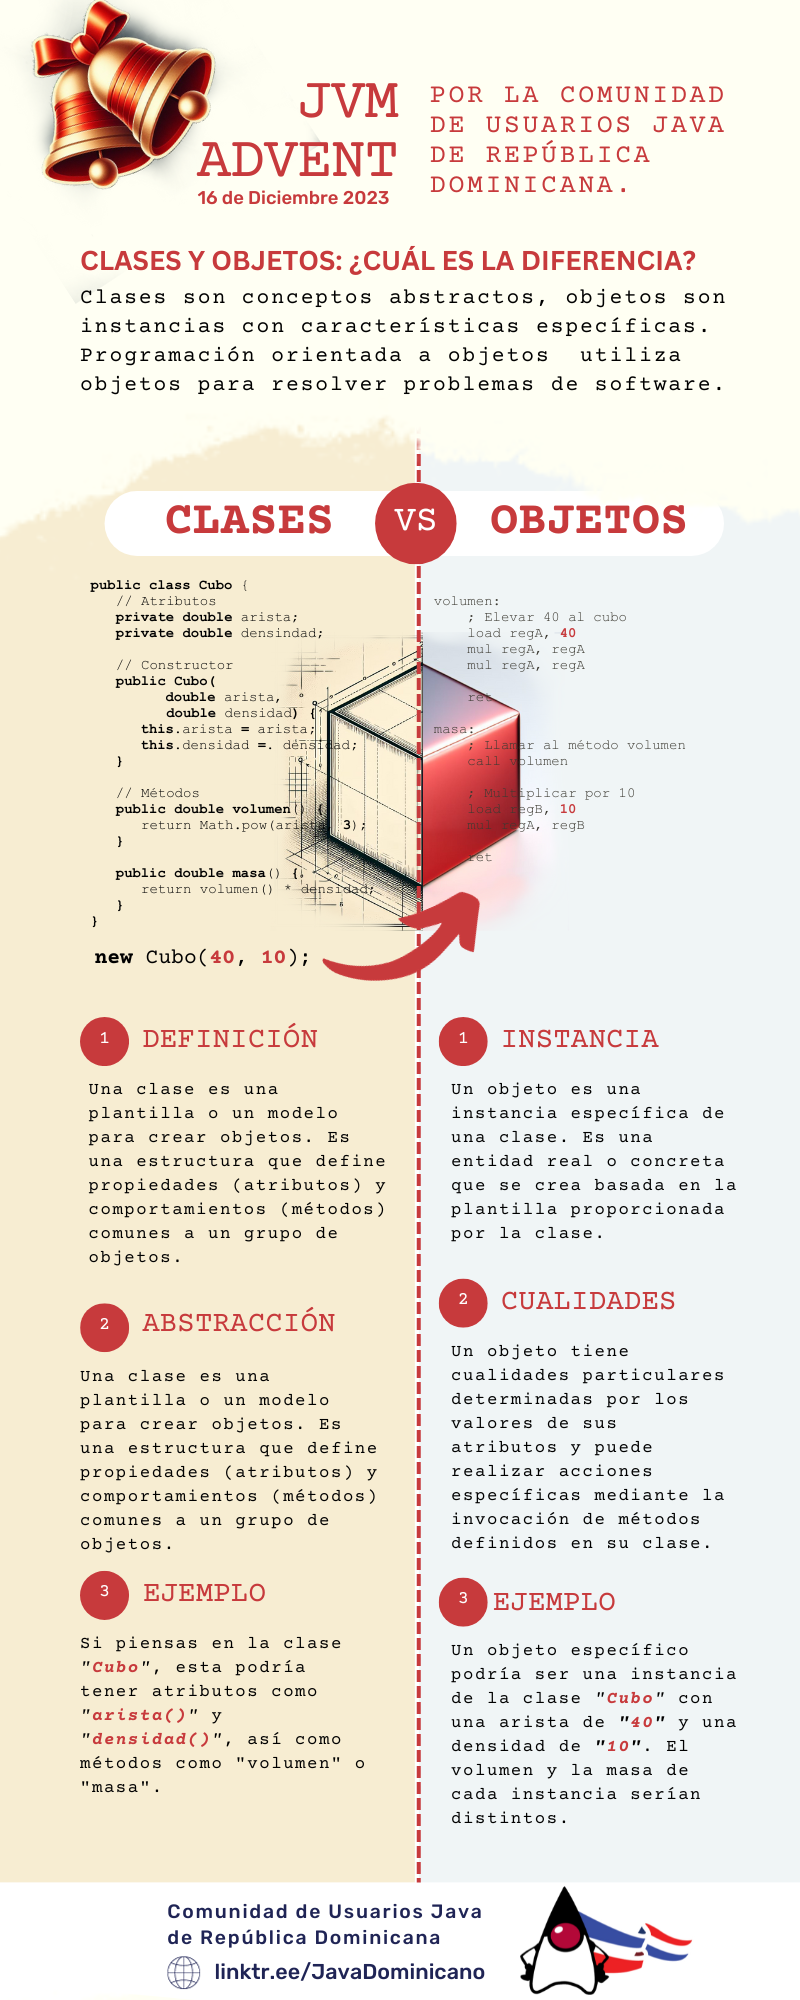 JVM
ADVENT
16 de Diciembre 2023
POR LA COMUNIDAD
DE USUARIOS JAVA
DE REPÚBLICA
DOMINICANA.
CLASES Y OBJETOS: ¿CUÁL ES LA DIFERENCIA?
Clases son conceptos abstractos, objetos son
instancias con características específicas.
Programación orientada a objetos utiliza
objetos para resolver problemas de software.
CLASES
VS
OBJETOS
public class Cubo {
// Atributos
private double arista;
private double densindad;
// Constructor
public Cubo(
double arista,
double densidad) {
this.arista = arista;
this.densidad =. densidad;
}
// Métodos
public double volumen() {
return Math.pow(arista, 3);
}
public double masa() {.
return volumen() * densidad;
}
}
new Cubo(40, 10);
volumen:
; Elevar 40 al cubo
load regA, 40
mul regA, regA
mul regA, regA
ret
masa:
; Llamar al método volumen
call volumen
; Multiplicar por 10
load regB, 10
mul regA, regB
ret
1 DEFINICIÓN
Una clase es una
plantilla o un modelo
para crear objetos. Es
una estructura que define
propiedades (atributos) y
comportamientos (métodos)
comunes a un grupo de
objetos.
2 ABSTRACCIÓN
Una clase es una
plantilla o un modelo
para crear objetos. Es
una estructura que define
propiedades (atributos) y
comportamientos (métodos)
comunes a un grupo de
objetos.
3 EJEMPLO
Si piensas en la clase
"Cubo", esta podría
tener atributos como
"arista()" y
"densidad()", así como
métodos como "volumen" o
"masa".
1 INSTANCIA
Un objeto es una
instancia específica de
una clase. Es una
entidad real o concreta
que se crea basada en la
plantilla proporcionada
por la clase.
2 CUALIDADES
Un objeto tiene
cualidades particulares
determinadas por los
valores de sus
atributos y puede
realizar acciones
específicas mediante la
invocación de métodos
definidos en su clase.
3 EJEMPLO
Un objeto específico
podría ser una instancia
de la clase "Cubo" con
una arista de "40" y una
densidad de "10". El
volumen y la masa de
cada instancia serían
distintos.
Comunidad de Usuarios Java
de República Dominicana
linktr.ee/JavaDominicano